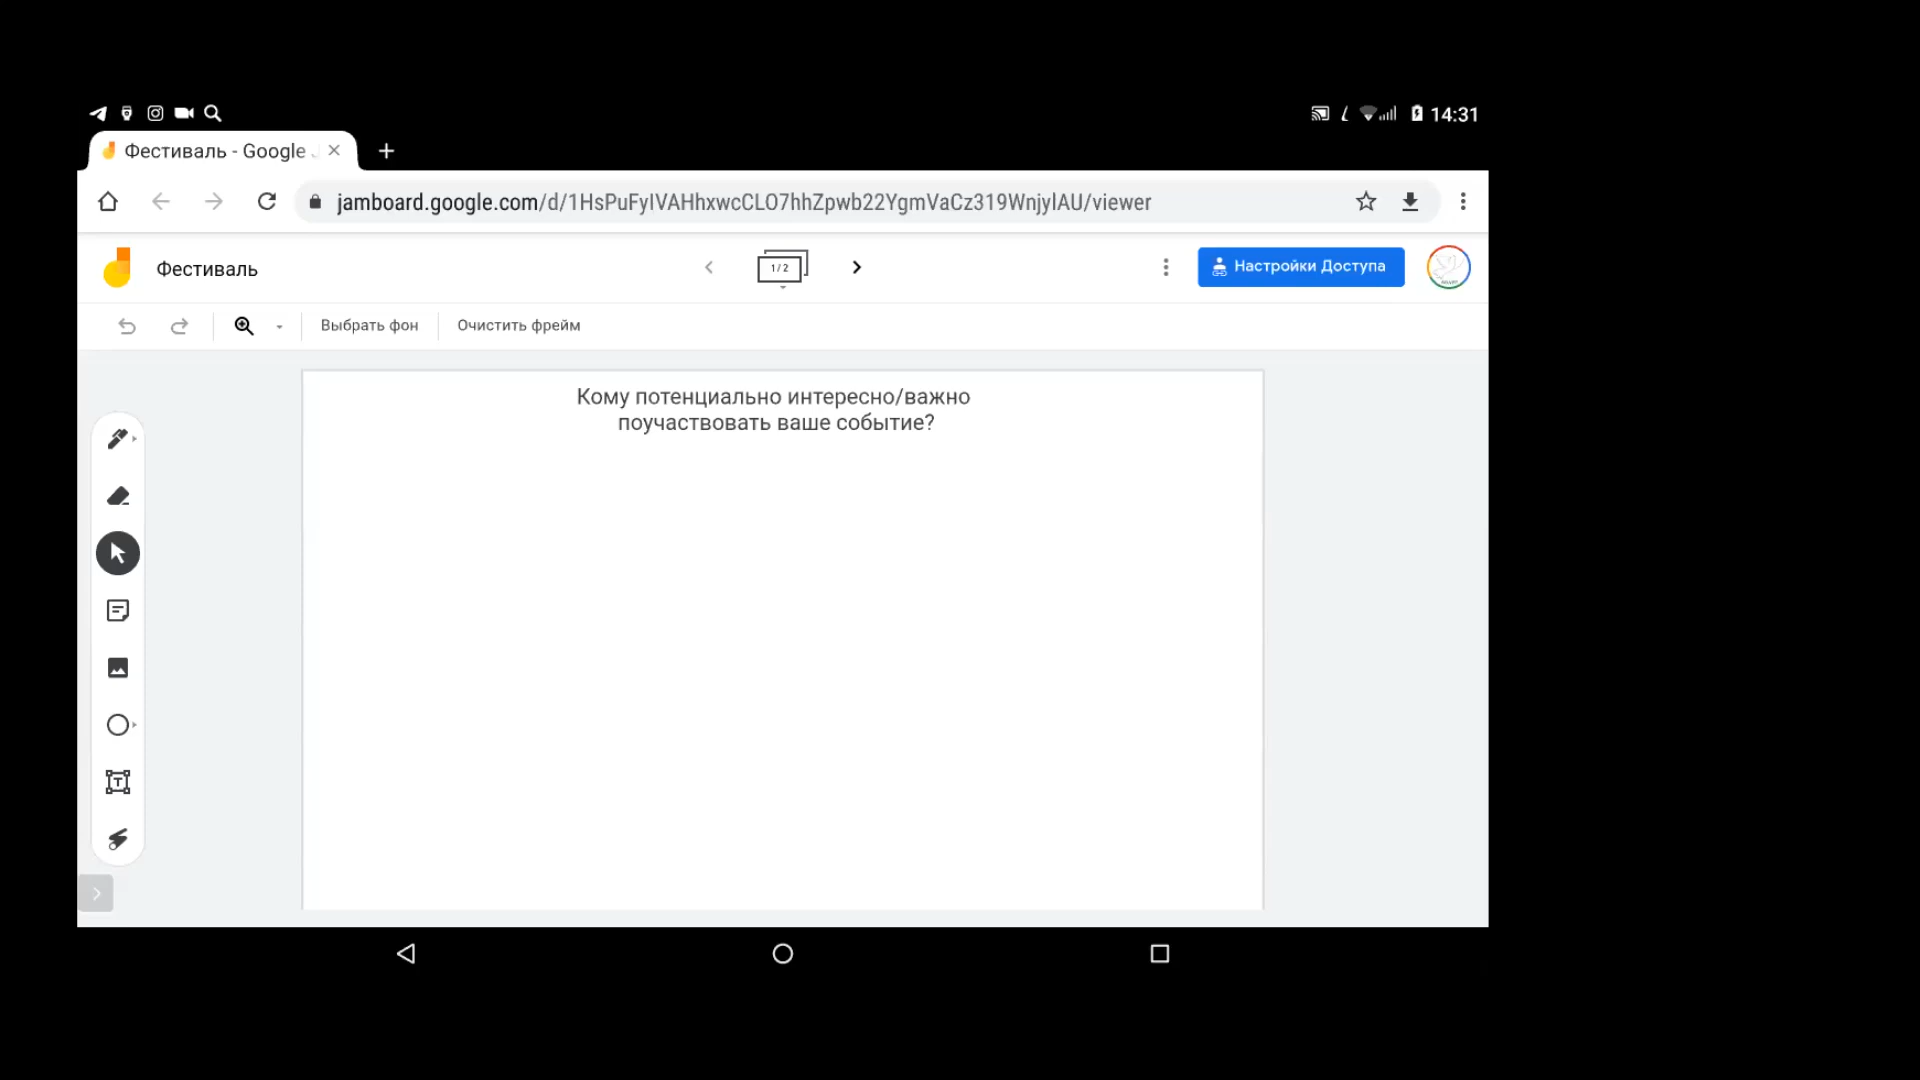 14:31
Фестиваль - Google J
jamboard.google.com/d/1HsPuFyIVAHhxwcCLO7hhZpwb22YgmVaCz319WnjylAU/viewer
Фестиваль
1/2
Настройки Доступа
Выбрать фон
Очистить фрейм
Кому потенциально интересно/важно
поучаствовать ваше событие?